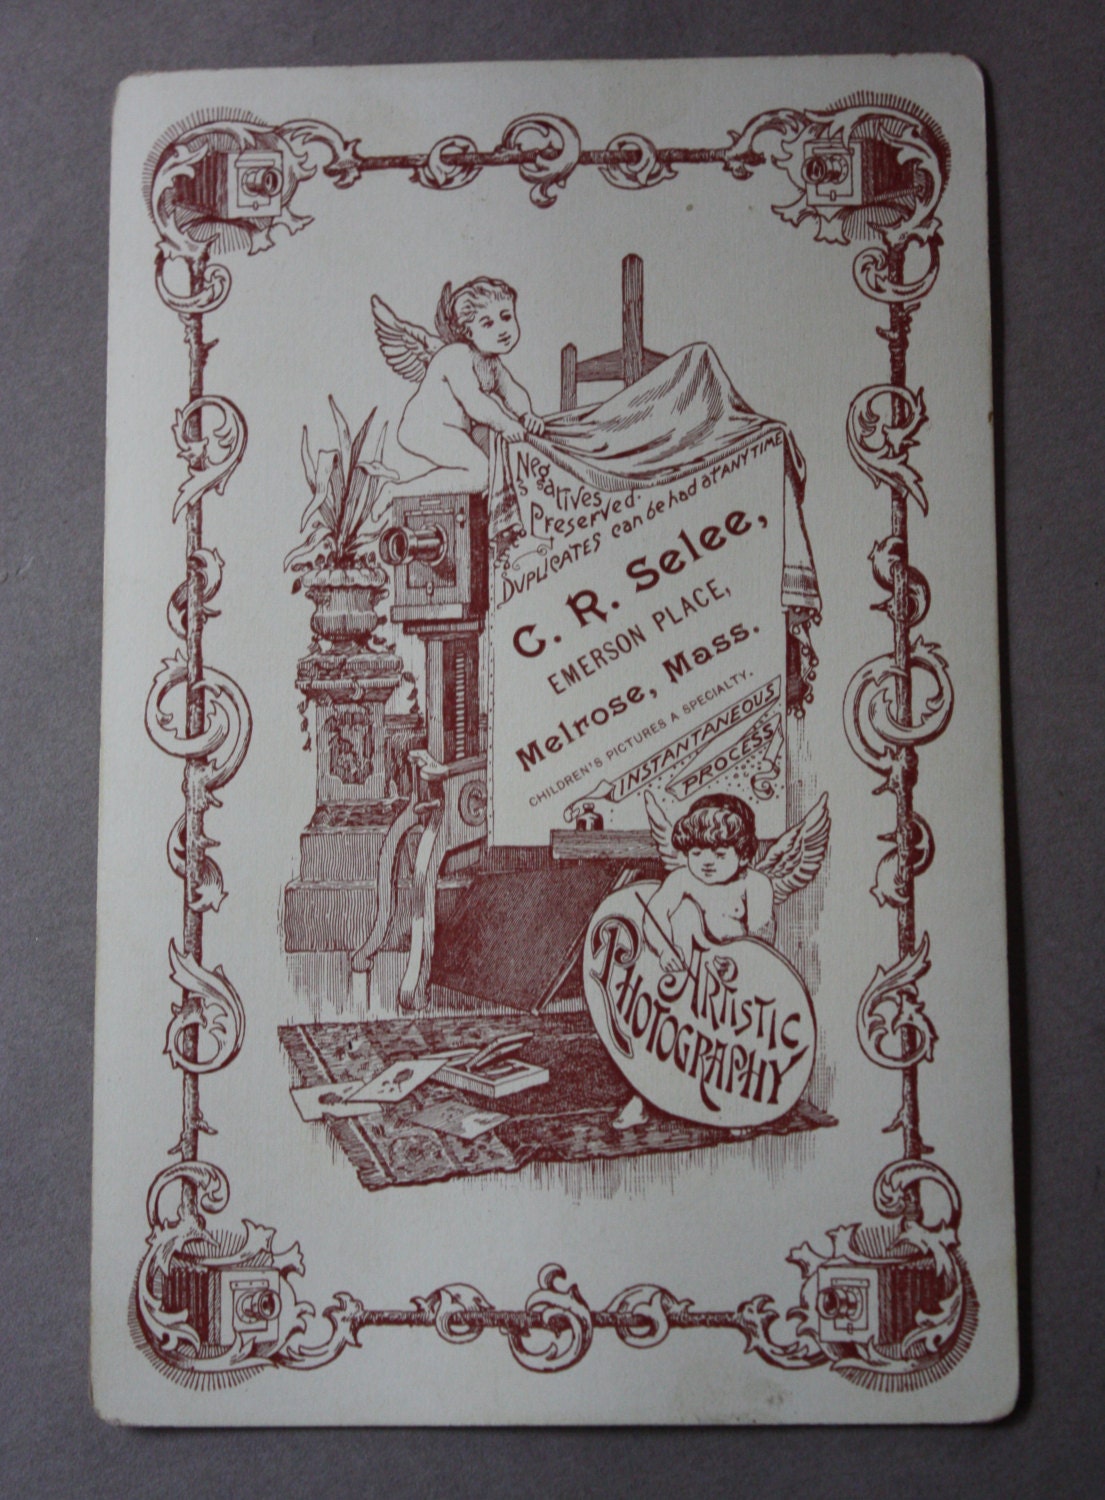 Negatives
Preserved.
DUPLICATES can be had at ANY TIME
C. R. Selee,
EMERSON PLACE,
Melrose, Mass.
CHILDREN'S PICTURES A SPECIALTY.
INSTANTANEOUS
PROCESS
ARTISTIC
PHOTOGRAPHY